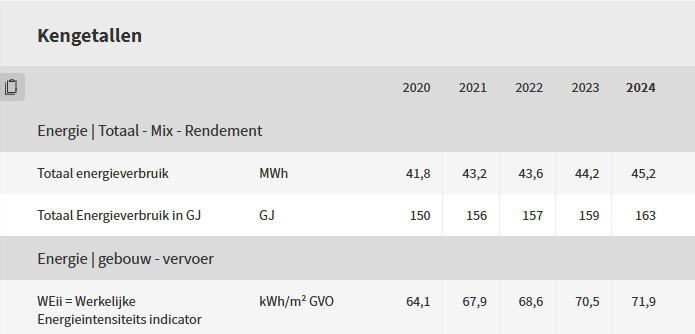 Kengetallen
2020 2021 2022 2023 2024
Energie | Totaal - Mix - Rendement
Totaal energieverbruik MWh 41,8 43,2 43,6 44,2 45,2
Totaal Energieverbruik in GJ GJ 150 156 157 159 163
Energie | gebouw - vervoer
WEii = Werkelijke kWh/m² GVO 64,1 67,9 68,6 70,5 71,9
Energieintensiteits indicator